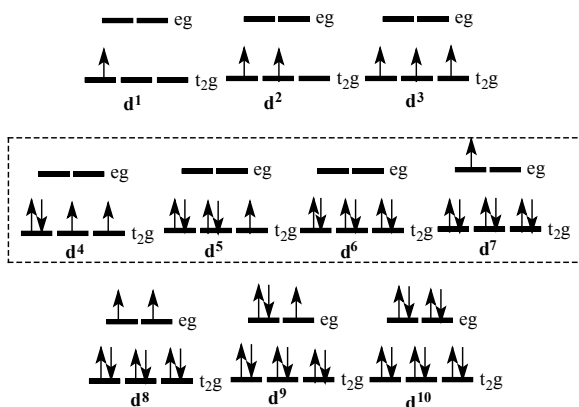 eg eg eg
t₂g t₂g t₂g
d¹ d² d³
eg eg eg eg
t₂g t₂g t₂g t₂g
d⁴ d⁵ d⁶ d⁷
eg eg eg
t₂g t₂g t₂g
d⁸ d⁹ d¹⁰